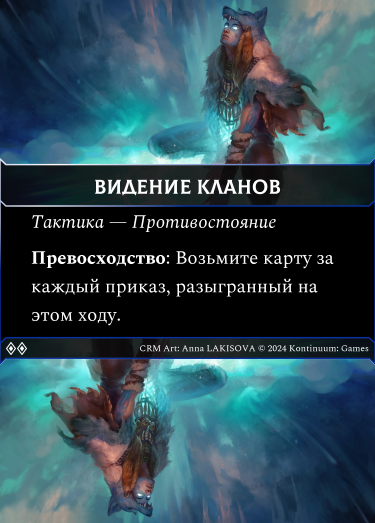 ВИДЕНИЕ КЛАНОВ
Тактика — Противостояние
Превосходство: Возьмите карту за
каждый приказ, разыгранный на
этом ходу.
CRM Art: Anna LAKISOVA © 2024 Kontinuum: Games